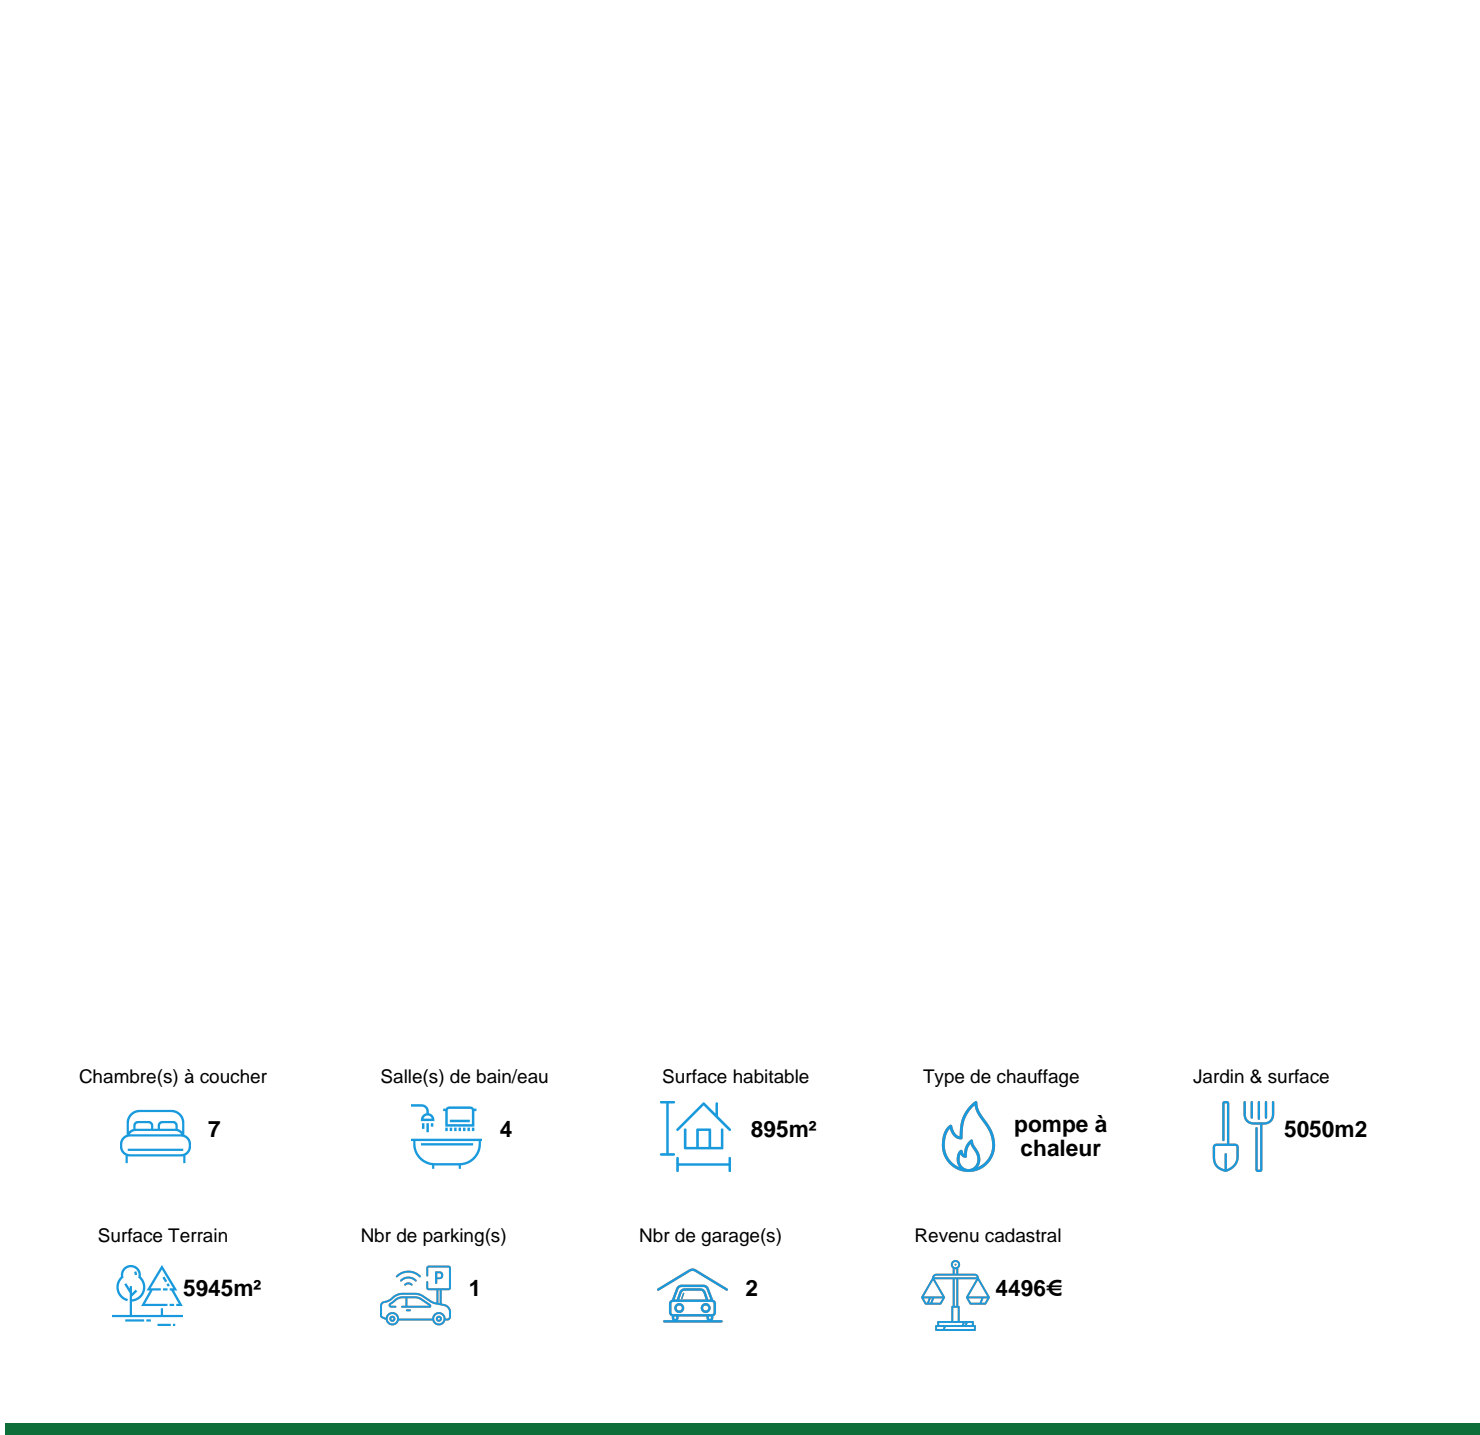 Chambre(s) à coucher
7
Salle(s) de bain/eau
4
Surface habitable
895m²
Type de chauffage
pompe à
chaleur
Jardin & surface
5050m2
Surface Terrain
5945m²
Nbr de parking(s)
P
1
Nbr de garage(s)
2
Revenu cadastral
4496€